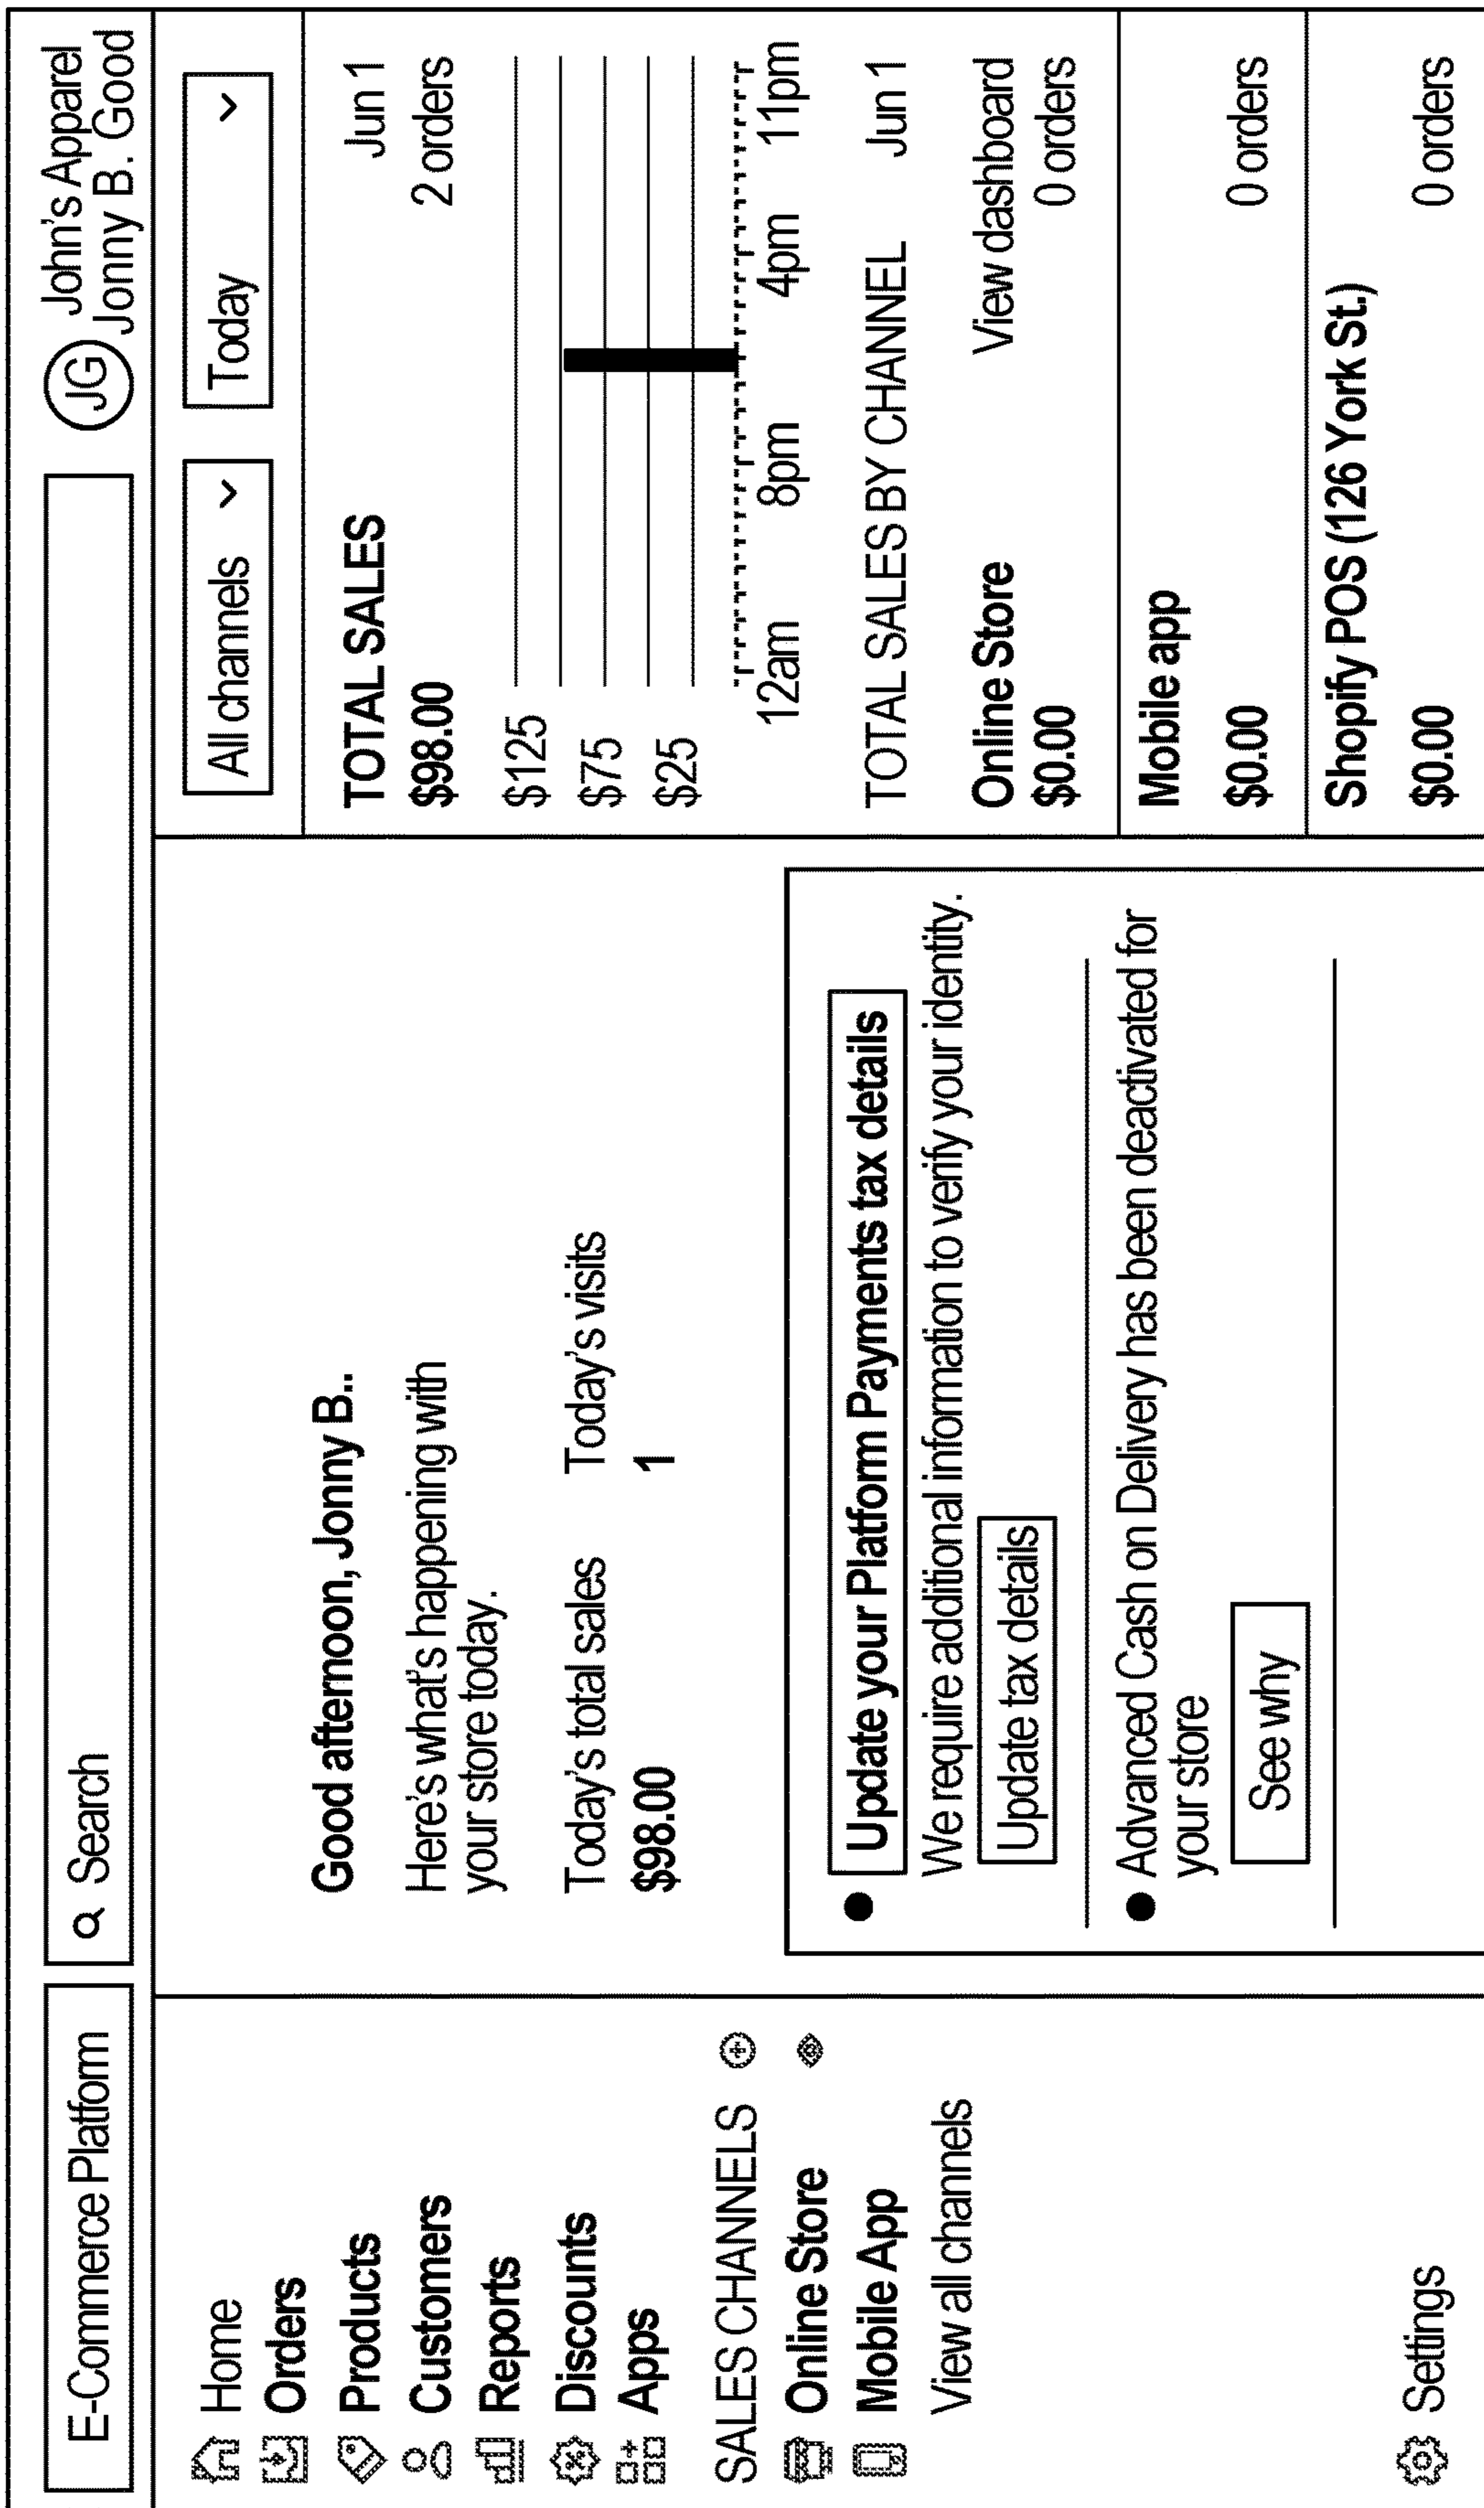 E-Commerce Platform
Search
JG
John's Apparel
Jonny B. Good
Home
Orders
Products
Customers
Reports
Discounts
Apps
SALES CHANNELS
Online Store
Mobile App
View all channels
Settings
Good afternoon, Jonny B..
Here's what's happening with
your store today.
Today's total sales Today's visits
$98.00 1
Update your Platform Payments tax details
We require additional information to verify your identity.
Update tax details
Advanced Cash on Delivery has been deactivated for
your store
See why
All channels Today
TOTAL SALES Jun 1
$98.00 2 orders
$125
$75
$25
12am 8pm 4pm 11pm
TOTAL SALES BY CHANNEL Jun 1
Online Store View dashboard
$0.00 0 orders
Mobile app
$0.00 0 orders
Shopify POS (126 York St.)
$0.00 0 orders